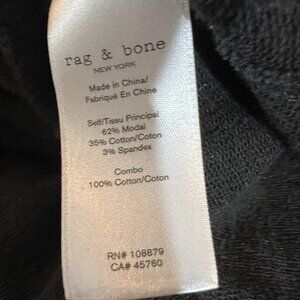 rag & bone
NEW YORK
Made in China/
Fabriqué En Chine
Self/Tissu Principal
62% Modal
35% Cotton/Coton
3% Spandex
Combo
100% Cotton/Coton
RN# 108879
CA# 45760